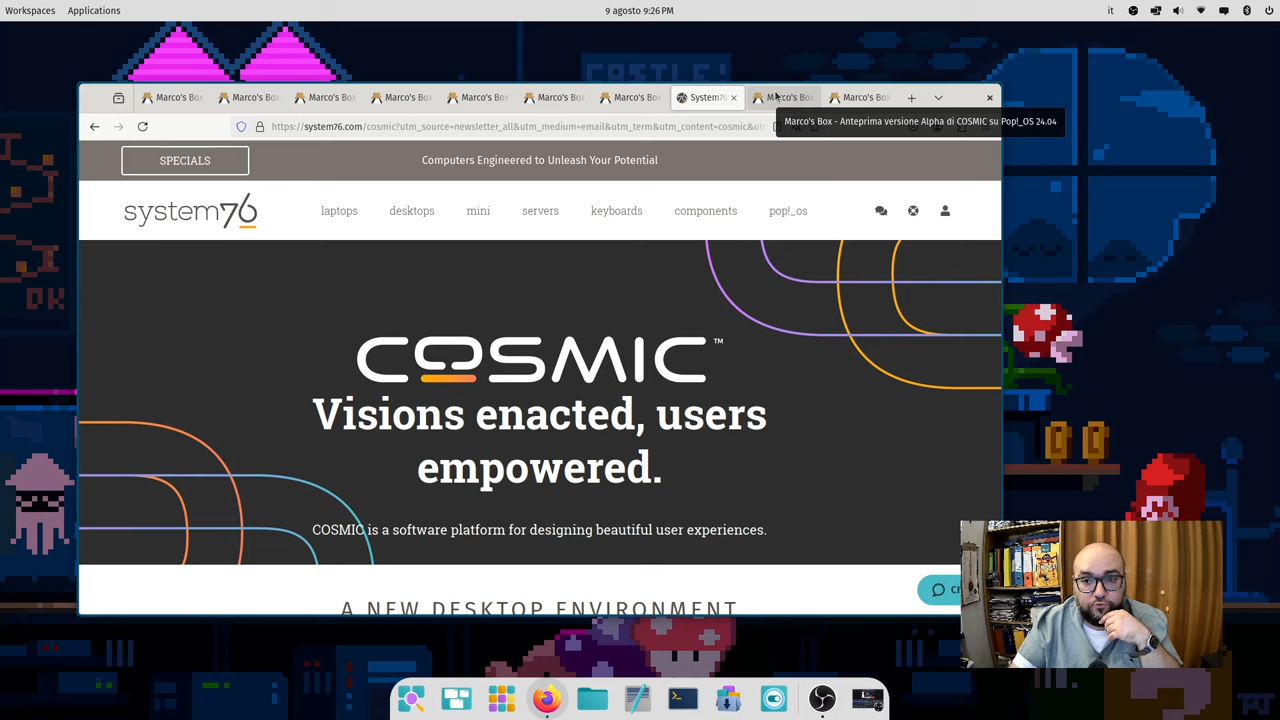 Workspaces Applications 9 agosto 9:26 PM it
CASTLE!
Marco's Box Marco's Box Marco's Box Marco's Box Marco's Box Marco's Box Marco's Box System76 Marco's Box Marco's Box
https://system76.com/cosmic?utm_source=newsletter_all&utm_medium=email&utm_term&utm_content=cosmic&ut
Marco's Box - Anteprima versione Alpha di COSMIC su Pop!_OS 24.04
SPECIALS Computers Engineered to Unleash Your Potential
system76 laptops desktops mini servers keyboards components pop!_os
OK
COSMIC™
Visions enacted, users
empowered.
COSMIC is a software platform for designing beautiful user experiences.
A NEW DESKTOP ENVIRONMENT